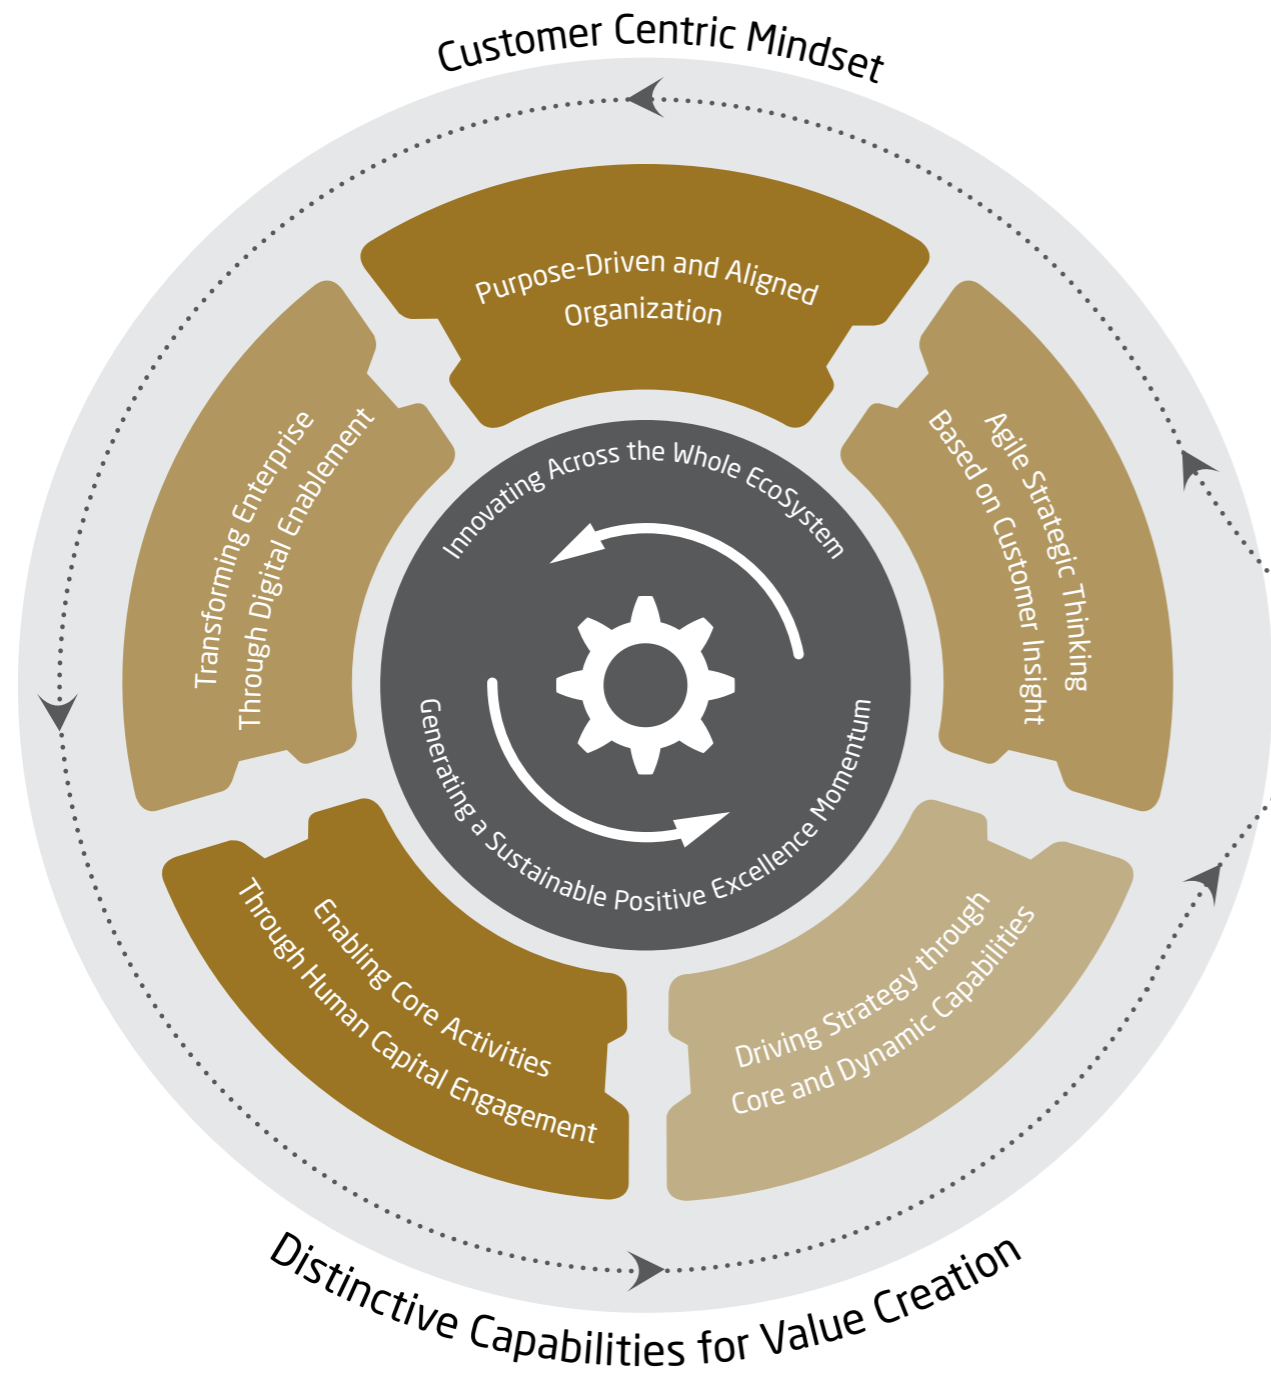 Customer Centric Mindset
Purpose-Driven and Aligned
Organization
Transforming Enterprise
Through Digital Enablement
Agile Strategic Thinking
Based on Customer Insight
Innovating Across the Whole EcoSystem
Generating a Sustainable Positive Excellence Momentum
Enabling Core Activities
Through Human Capital Engagement
Driving Strategy through
Core and Dynamic Capabilities
Distinctive Capabilities for Value Creation